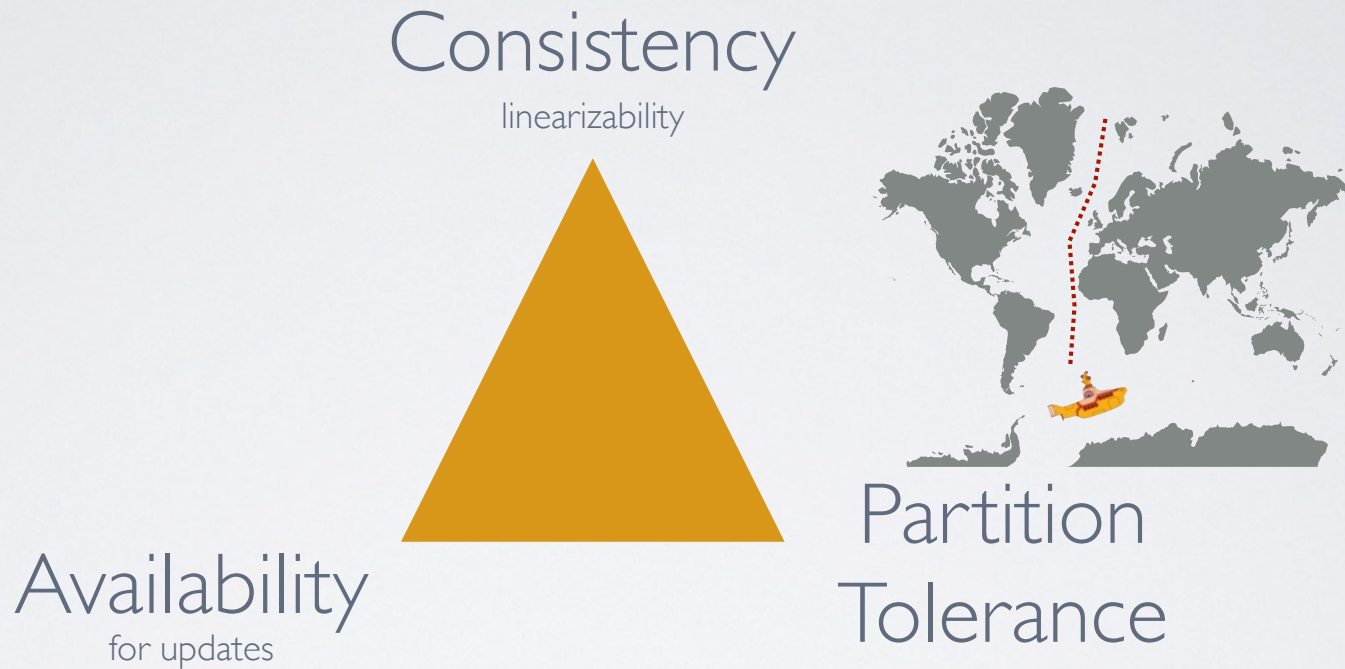 Consistency
linearizability
Partition
Tolerance
Availability
for updates